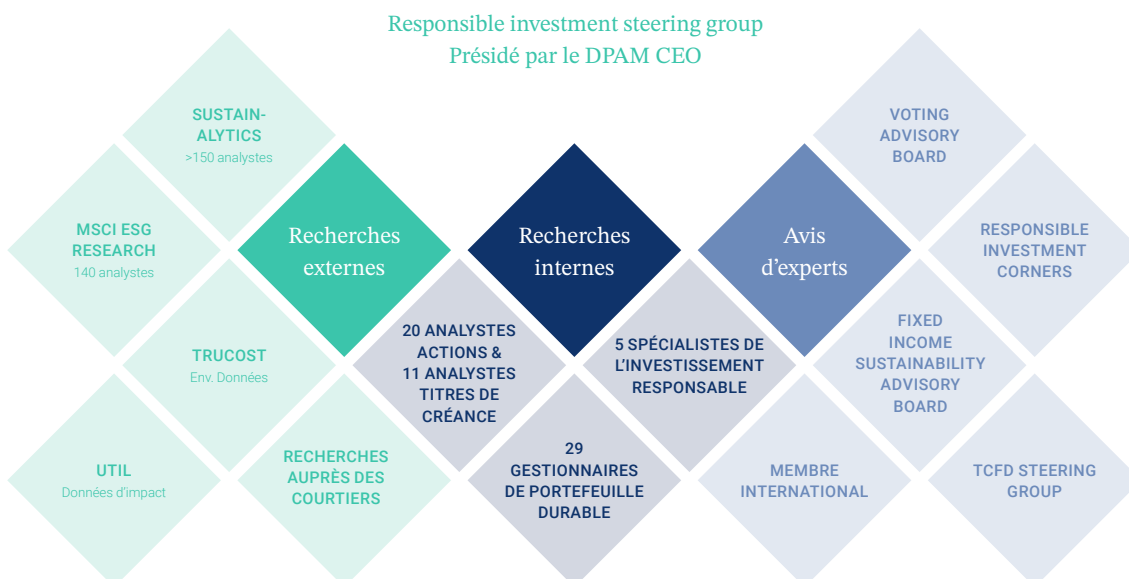 Responsible investment steering group
Présidé par le DPAM CEO
SUSTAIN-
ALYTICS
>150 analystes
MSCI ESG
RESEARCH
140 analystes
Recherches
externes
TRUCOST
Env. Données
UTIL
Données d'impact
RECHERCHES
AUPRÈS DES
COURTIERS
Recherches
internes
20 ANALYSTES
ACTIONS &
11 ANALYSTES
TITRES DE
CRÉANCE
5 SPÉCIALISTES DE
L'INVESTISSEMENT
RESPONSABLE
29
GESTIONNAIRES
DE PORTEFEUILLE
DURABLE
Avis
d'experts
VOTING
ADVISORY
BOARD
RESPONSIBLE
INVESTMENT
CORNERS
FIXED
INCOME
SUSTAINABILITY
ADVISORY
BOARD
MEMBRE
INTERNATIONAL
TCFD STEERING
GROUP